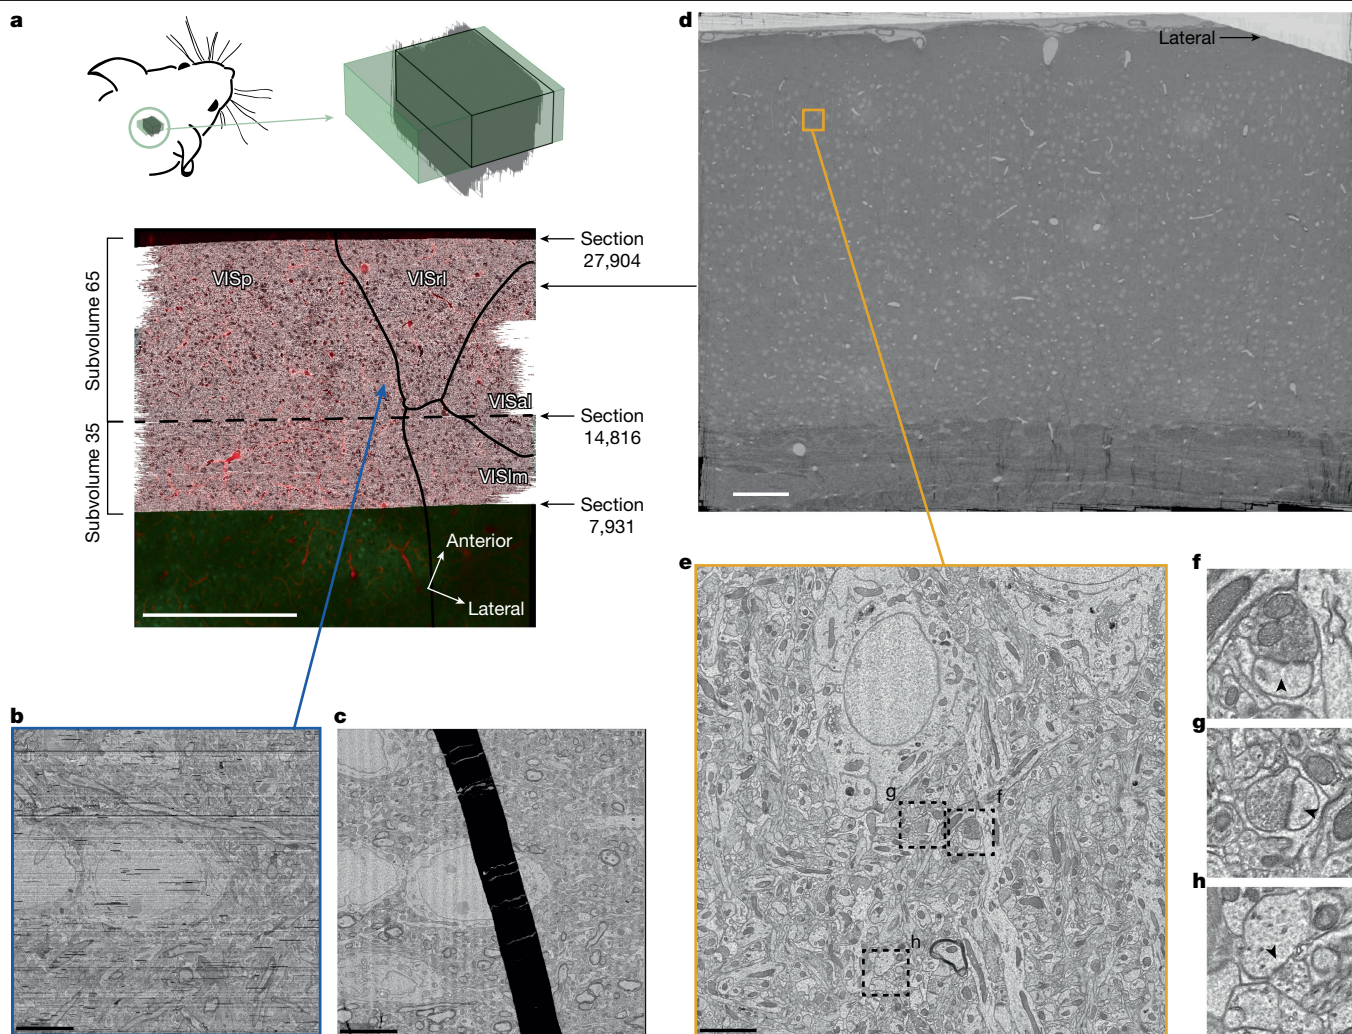 a
d
Lateral
Section
27,904
VISp
VISrl
Subvolume 65
VISal
Section
14,816
Subvolume 35
VISlm
Section
7,931
Anterior
Lateral
e
f
g
f
g
h
h
b
c